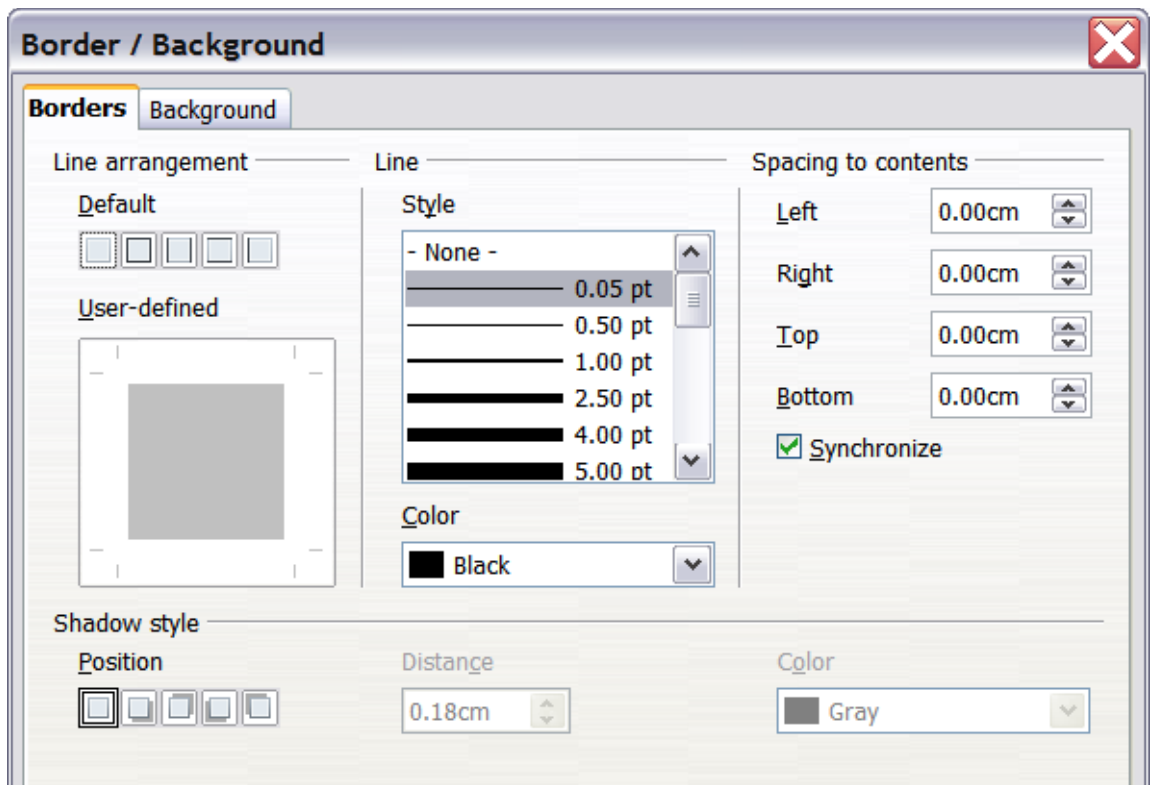 Border / Background
Borders Background
Line arrangement
Default
User-defined
Line
Style
- None -
0.05 pt
0.50 pt
1.00 pt
2.50 pt
4.00 pt
5.00 pt
Color
Black
Spacing to contents
Left 0.00cm
Right 0.00cm
Top 0.00cm
Bottom 0.00cm
Synchronize
Shadow style
Position
Distance
0.18cm
Color
Gray